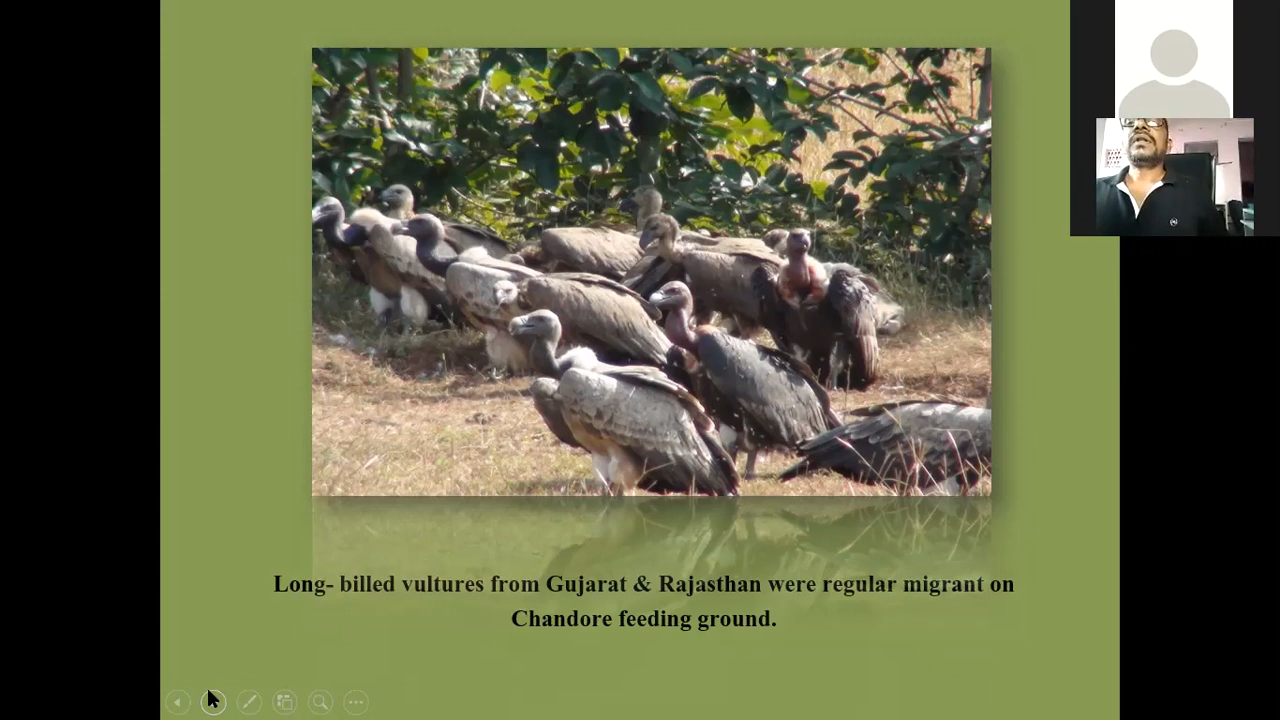 Long- billed vultures from Gujarat & Rajasthan were regular migrant on
Chandore feeding ground.